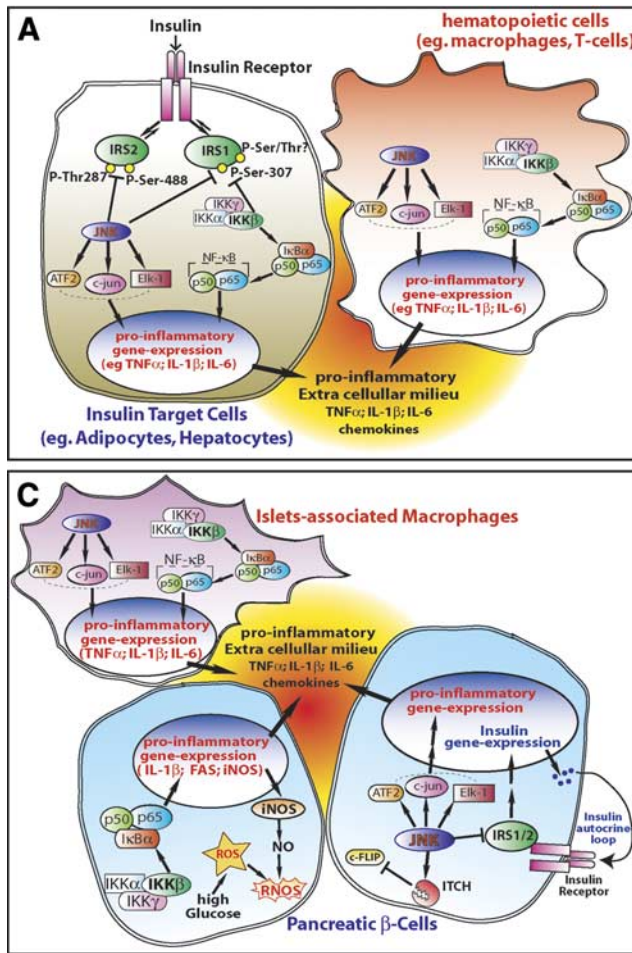 A
Insulin
Insulin Receptor
IRS2
IRS1
P-Ser/Thr?
P-Thr287
P-Ser-488
P-Ser-307
IKKγ
IKKα
IKKβ
JNK
IκBα
p50
p65
NF-κB
p50
p65
ATF2
c-jun
Elk-1
pro-inflammatory
gene-expression
(eg TNFα; IL-1β; IL-6)
Insulin Target Cells
(eg. Adipocytes, Hepatocytes)
hematopoietic cells
(eg. macrophages, T-cells)
JNK
IKKγ
IKKα
IKKβ
ATF2
c-jun
Elk-1
IκBα
NF-κB
p50
p65
p50
p65
pro-inflammatory
gene-expression
(eg TNFα; IL-1β; IL-6)
pro-inflammatory
Extra cellullar milieu
TNFα; IL-1β; IL-6
chemokines
C
Islets-associated Macrophages
JNK
IKKγ
IKKα
IKKβ
ATF2
c-jun
Elk-1
NF-κB
IκBα
p50
p65
p50
p65
pro-inflammatory
gene-expression
(TNFα; IL-1β; IL-6)
pro-inflammatory
Extra cellullar milieu
TNFα; IL-1β; IL-6
chemokines
pro-inflammatory
gene-expression
(IL-1β; FAS; iNOS)
p50
p65
IκBα
IKKα
IKKβ
IKKγ
iNOS
NO
ROS
RNOS
high
Glucose
pro-inflammatory
gene-expression
Insulin
gene-expression
ATF2
c-jun
Elk-1
JNK
IRS1/2
c-FLIP
ITCH
Insulin
autocrine
loop
Insulin
Receptor
Pancreatic β-Cells